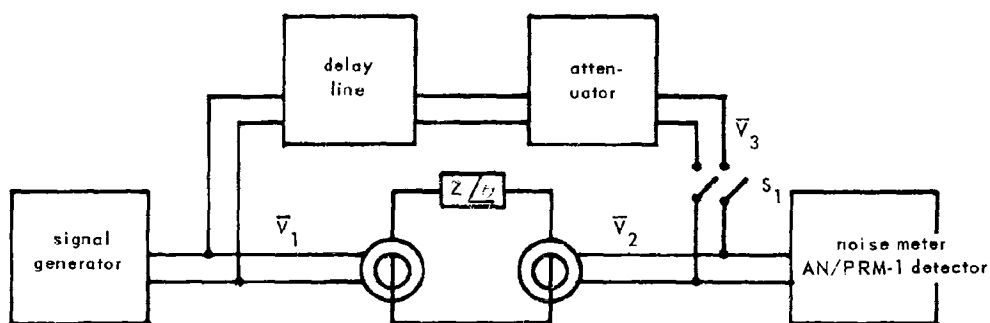 delay
line
atten-
uator
V̅3
S1
Z
signal
generator
V̅1
V̅2
noise meter
AN/PRM-1 detector